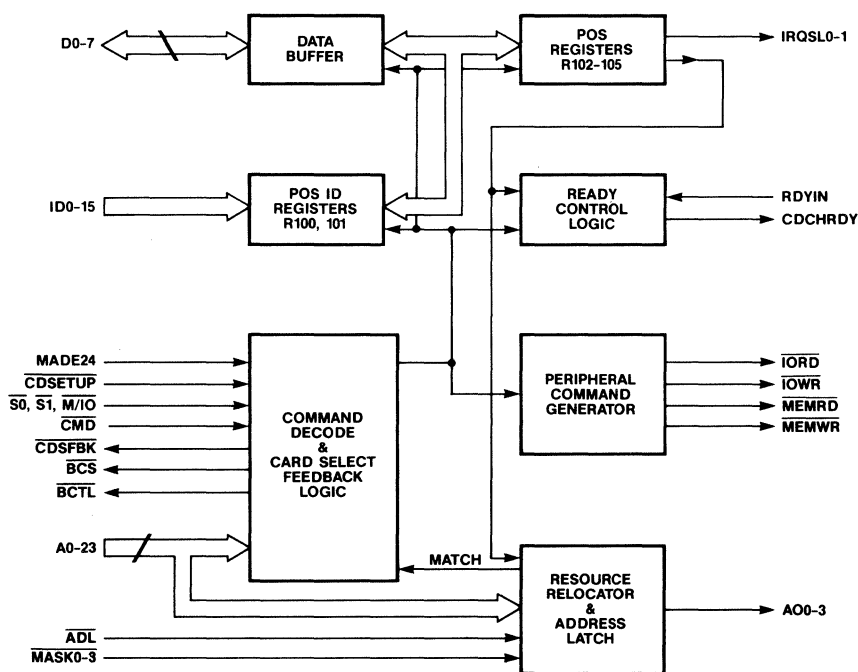 D0-7
DATA
BUFFER
POS
REGISTERS
R102-105
IRQSL0-1
ID0-15
POS ID
REGISTERS
R100, 101
READY
CONTROL
LOGIC
RDYIN
CDCHRDY
MADE24
CDSETUP
S0, S1, M/IO
CMD
CDSFBK
BCS
BCTL
A0-23
COMMAND
DECODE
&
CARD SELECT
FEEDBACK
LOGIC
PERIPHERAL
COMMAND
GENERATOR
IORD
IOWR
MEMRD
MEMWR
MATCH
RESOURCE
RELOCATOR
&
ADDRESS
LATCH
AO0-3
ADL
MASK0-3